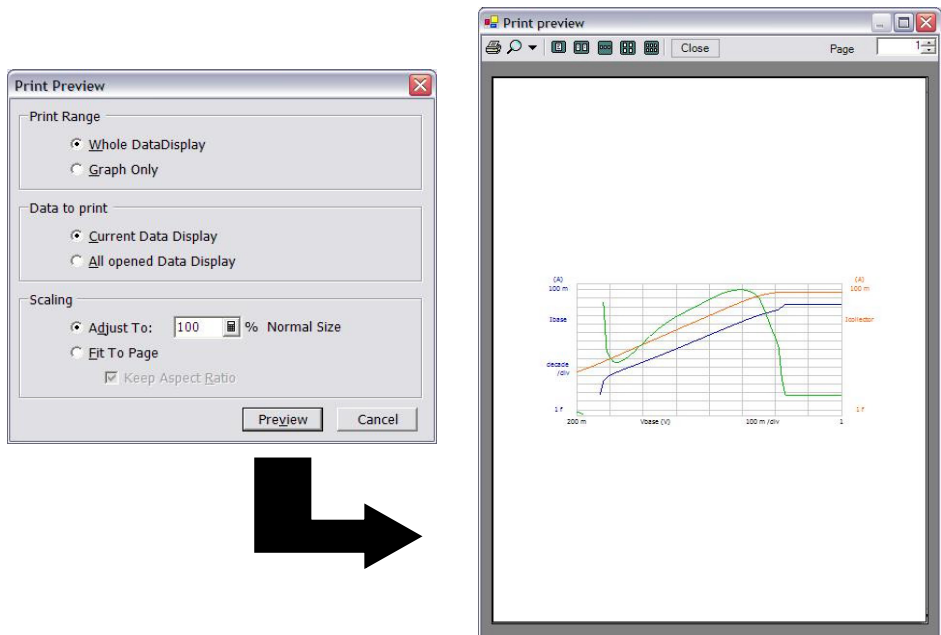 Print Preview
Print Range
Whole DataDisplay
Graph Only
Data to print
Current Data Display
All opened Data Display
Scaling
Adjust To: 100 % Normal Size
Fit To Page
Keep Aspect Ratio
Preview Cancel
Print preview
Close Page 1
(A) (A)
100 m 100 m
Ibase Icollector
decade
/div
1 f 1 f
200 m Vbase (V) 100 m /div 1